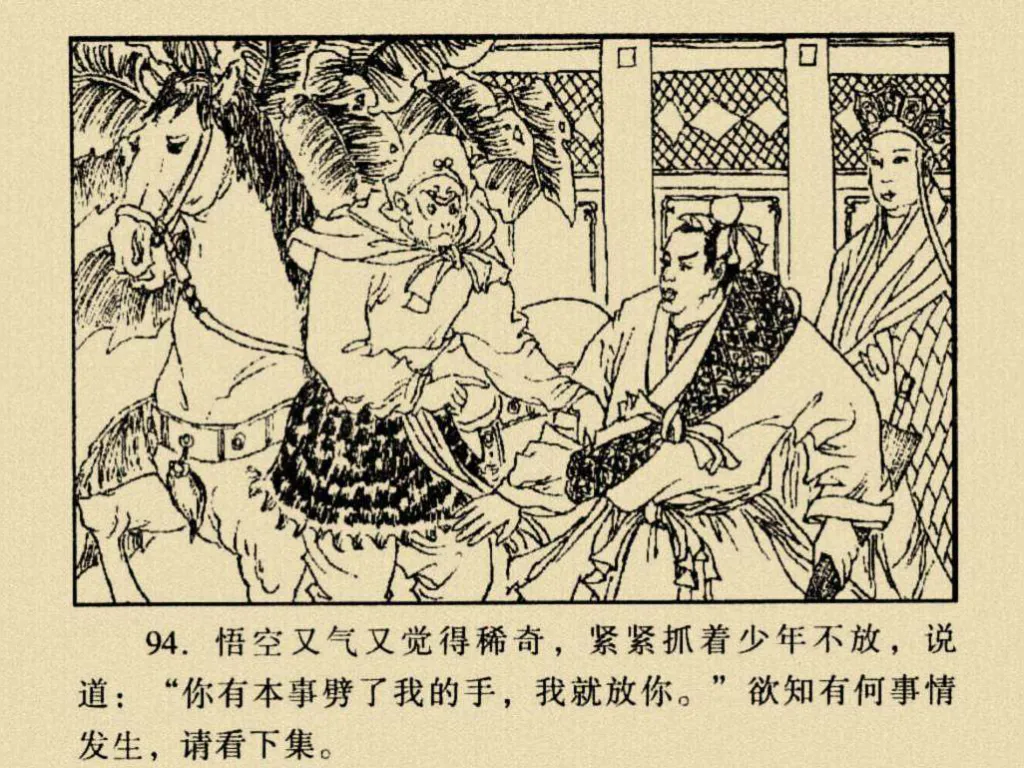 94. 悟空又气又觉得稀奇，紧紧抓着少年不放，说
道：“你有本事劈了我的手，我就放你。”欲知有何事情
发生，请看下集。